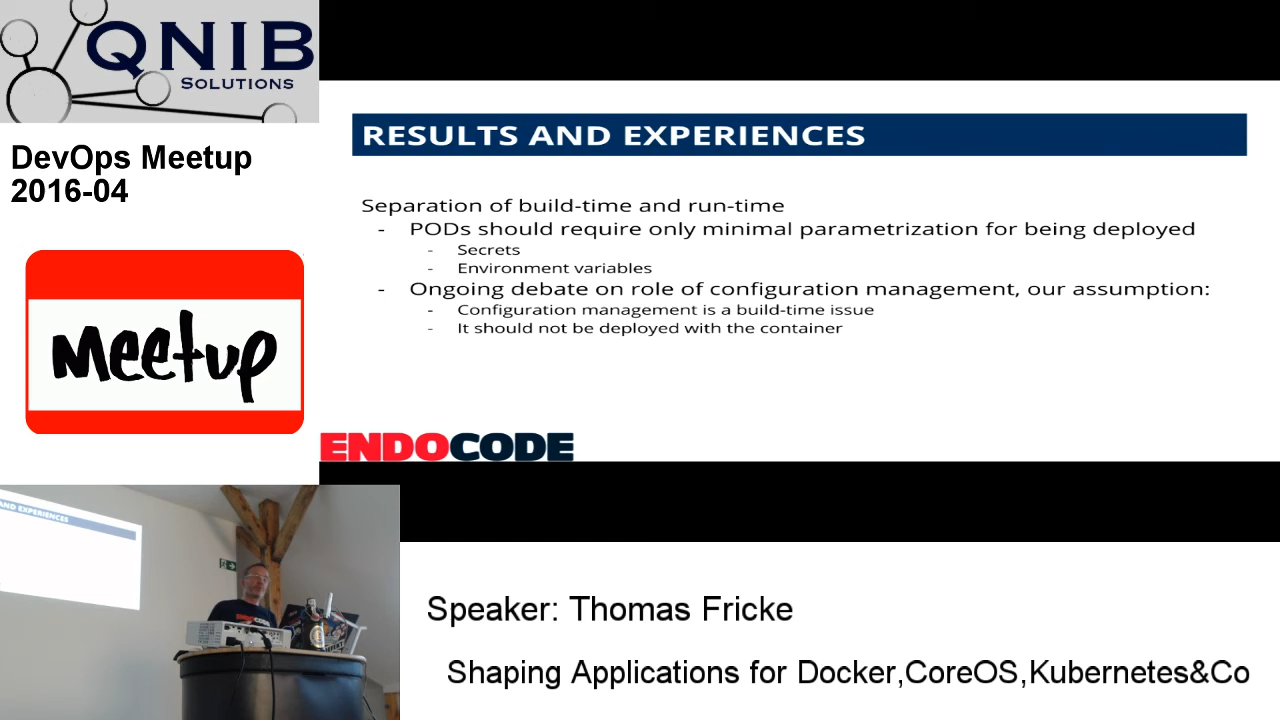 QNIB
SOLUTIONS
DevOps Meetup
2016-04
meetup
RESULTS AND EXPERIENCES
Separation of build-time and run-time
- PODs should require only minimal parametrization for being deployed
- Secrets
- Environment variables
- Ongoing debate on role of configuration management, our assumption:
- Configuration management is a build-time issue
- It should not be deployed with the container
ENDOCODE
AND EXPERIENCES
ENDOCODE
Speaker: Thomas Fricke
Shaping Applications for Docker,CoreOS,Kubernetes&Co